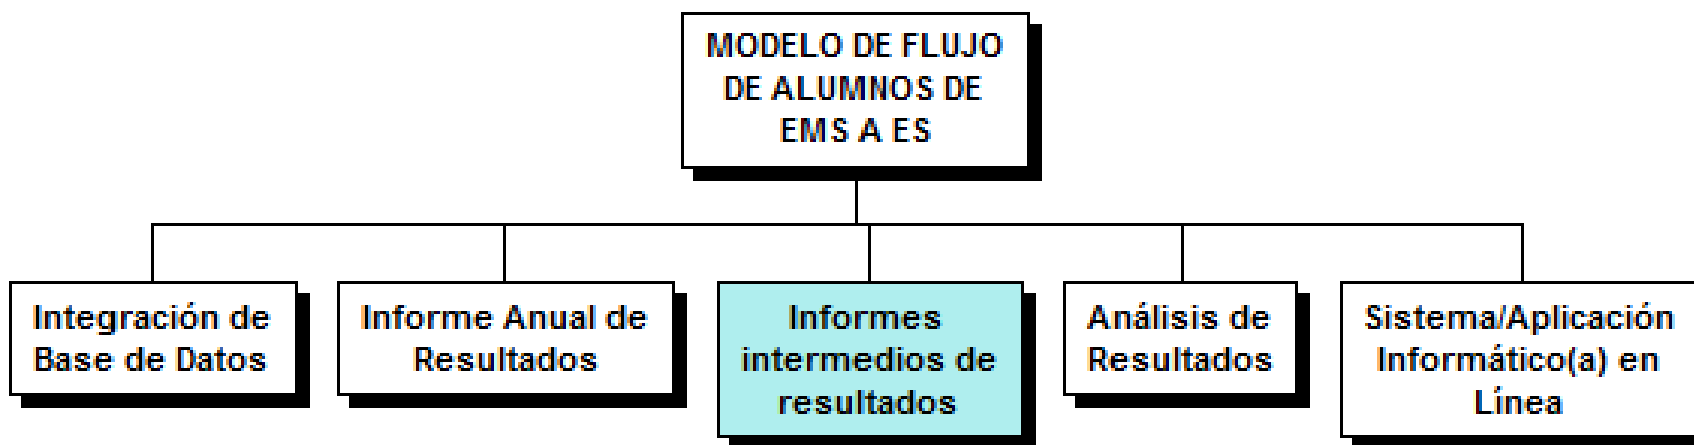 MODELO DE FLUJO
DE ALUMNOS DE
EMS A ES
Integración de
Base de Datos
Informe Anual de
Resultados
Informes
intermedios de
resultados
Análisis de
Resultados
Sistema/Aplicación
Informático(a) en
Línea